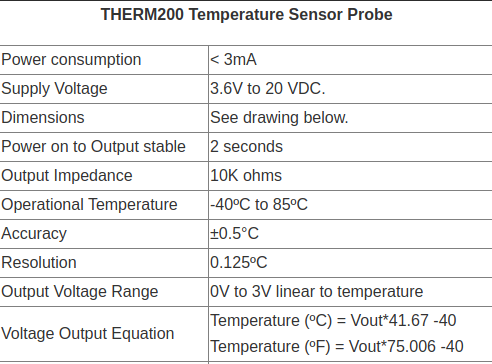 THERM200 Temperature Sensor Probe
Power consumption < 3mA
Supply Voltage 3.6V to 20 VDC.
Dimensions See drawing below.
Power on to Output stable 2 seconds
Output Impedance 10K ohms
Operational Temperature -40ºC to 85ºC
Accuracy ±0.5°C
Resolution 0.125ºC
Output Voltage Range 0V to 3V linear to temperature
Voltage Output Equation
Temperature (ºC) = Vout*41.67 -40
Temperature (ºF) = Vout*75.006 -40